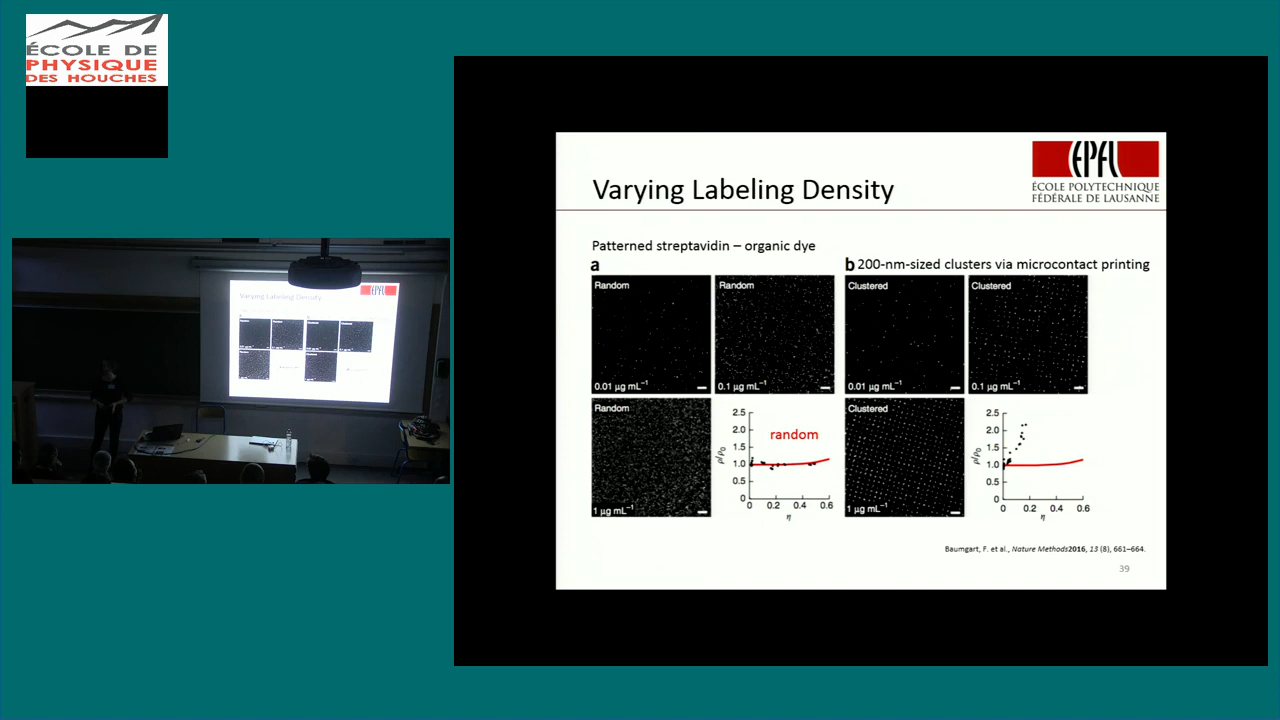 ÉCOLE DE
PHYSIQUE
DES HOUCHES
EPFL
ÉCOLE POLYTECHNIQUE
FÉDÉRALE DE LAUSANNE
Varying Labeling Density
Patterned streptavidin – organic dye
a
b 200-nm-sized clusters via microcontact printing
Random
Random
Clustered
Clustered
0.01 µg mL⁻¹
0.1 µg mL⁻¹
0.01 µg mL⁻¹
0.1 µg mL⁻¹
Random
1 µg mL⁻¹
2.5
2.0
1.5
1.0
0.5
0
0 0.2 0.4 0.6
ρ/ρ₀
η
random
Clustered
1 µg mL⁻¹
2.5
2.0
1.5
1.0
0.5
0
0 0.2 0.4 0.6
ρ/ρ₀
η
Baumgart, F. et al., Nature Methods2016, 13 (8), 661–664.
39
Varying Labeling Density
EPFL